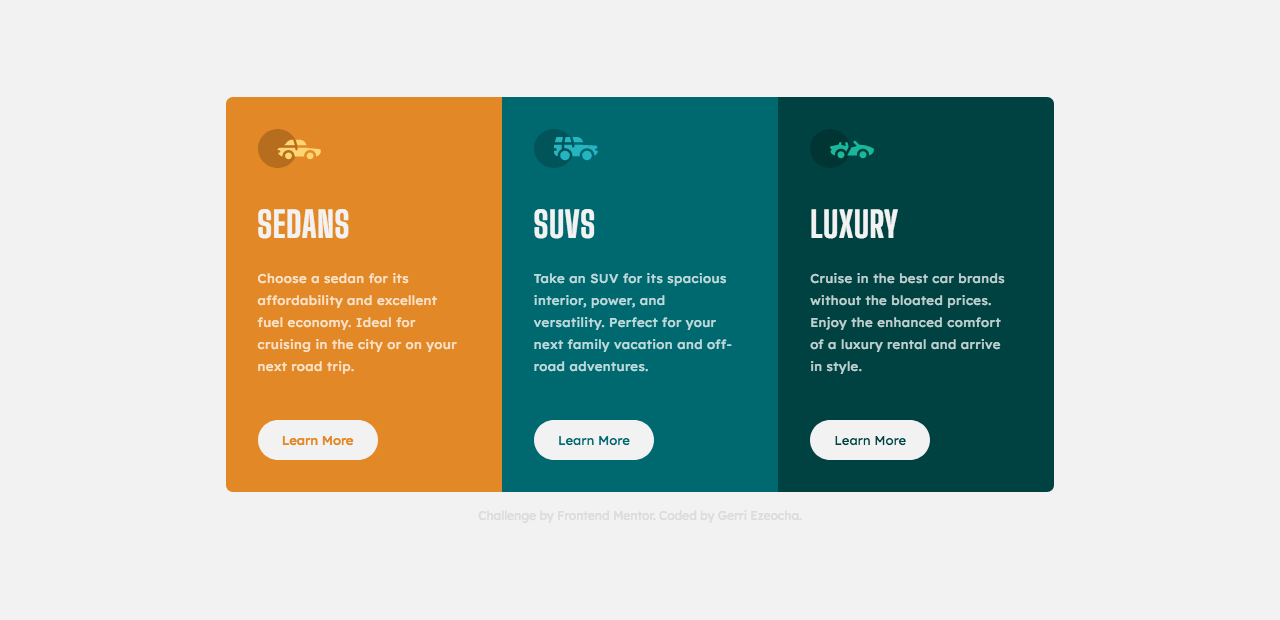 SEDANS
Choose a sedan for its
affordability and excellent
fuel economy. Ideal for
cruising in the city or on your
next road trip.
Learn More
SUVS
Take an SUV for its spacious
interior, power, and
versatility. Perfect for your
next family vacation and off-
road adventures.
Learn More
LUXURY
Cruise in the best car brands
without the bloated prices.
Enjoy the enhanced comfort
of a luxury rental and arrive
in style.
Learn More
Challenge by Frontend Mentor. Coded by Gerri Ezeocha.